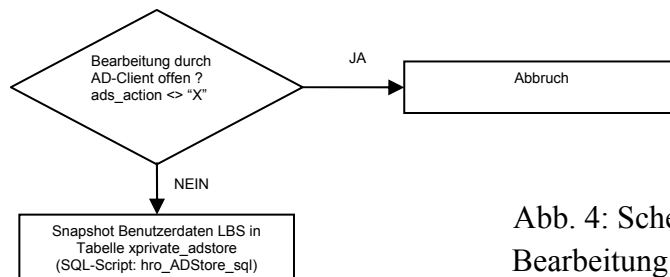 Bearbeitung durch
AD-Client offen ?
ads_action <> “X”
JA
Abbruch
NEIN
Snapshot Benutzerdaten LBS in
Tabelle xprivate_adstore
(SQL-Script: hro_ADStore_sql)
Abb. 4:
Bearbeitung